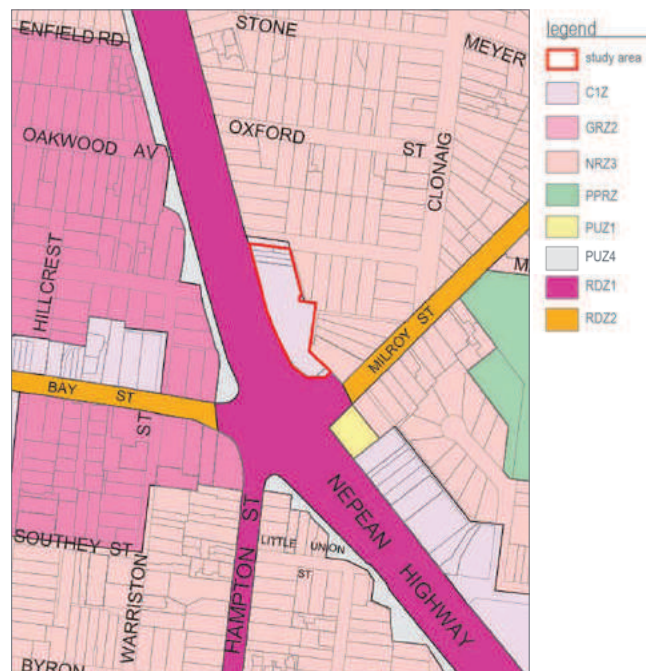 STONE
ENFIELD RD
MEYER
OXFORD ST
OAKWOOD AV
CLONAIG
HILLCREST
M
MILROY ST
BAY ST
ST
NEPEAN HIGHWAY
HAMPTON ST
SOUTHEY ST
LITTLE UNION
ST
WARRISTON
BYRON
legend
study area
C1Z
GRZ2
NRZ3
PPRZ
PUZ1
PUZ4
RDZ1
RDZ2